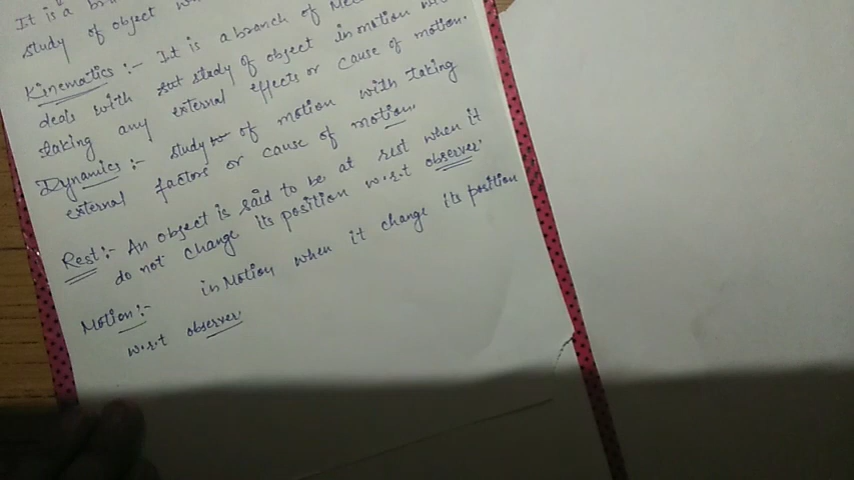 It is a
study of object
Kinematics :- It is a branch of Mec
deals with study of object in motion
taking any external effects or cause of motion.
Dynamics :- study of motion with taking
external factors or cause of motion.
Rest :- An object is said to be at rest when it
do not change its position w.r.t observer.
Motion :- in Motion when it change its position
w.r.t observer.